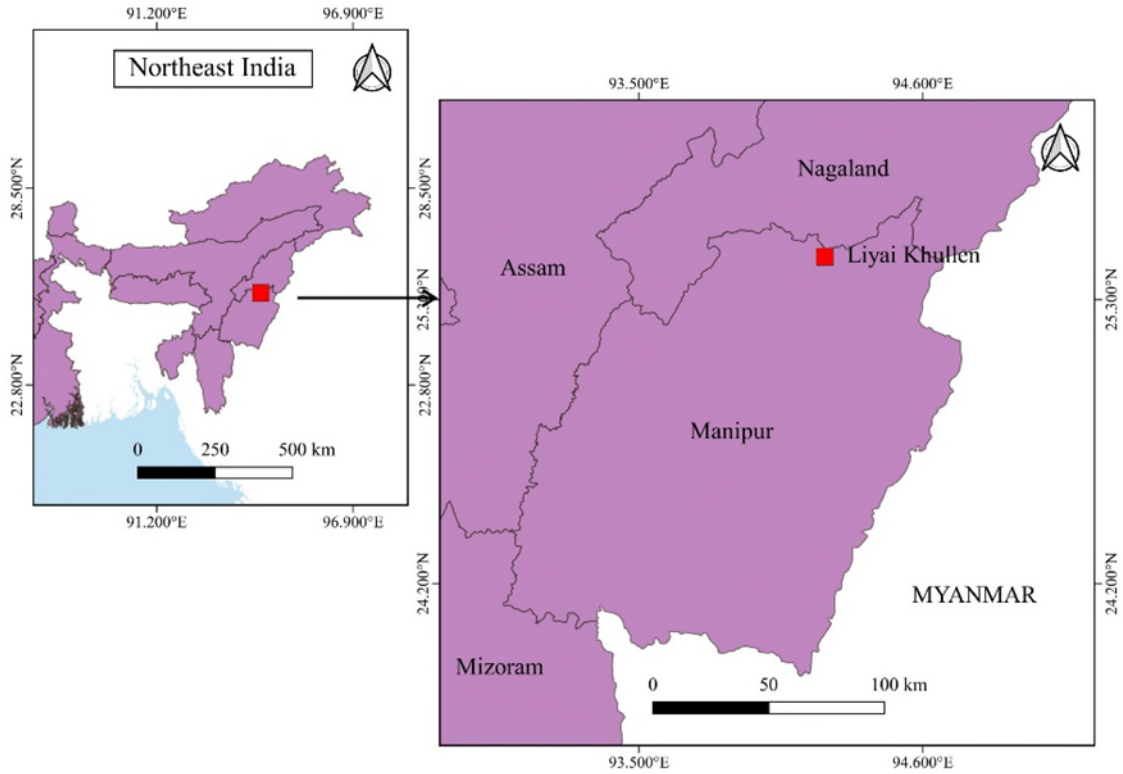 91.200°E 96.900°E
Northeast India
28.500°N 28.500°N
22.800°N 22.800°N
0 250 500 km
91.200°E 96.900°E
93.500°E 94.600°E
Nagaland
Liyai Khullen
Assam
25.300°N 25.300°N
Manipur
24.200°N 24.200°N
MYANMAR
Mizoram
0 50 100 km
93.500°E 94.600°E